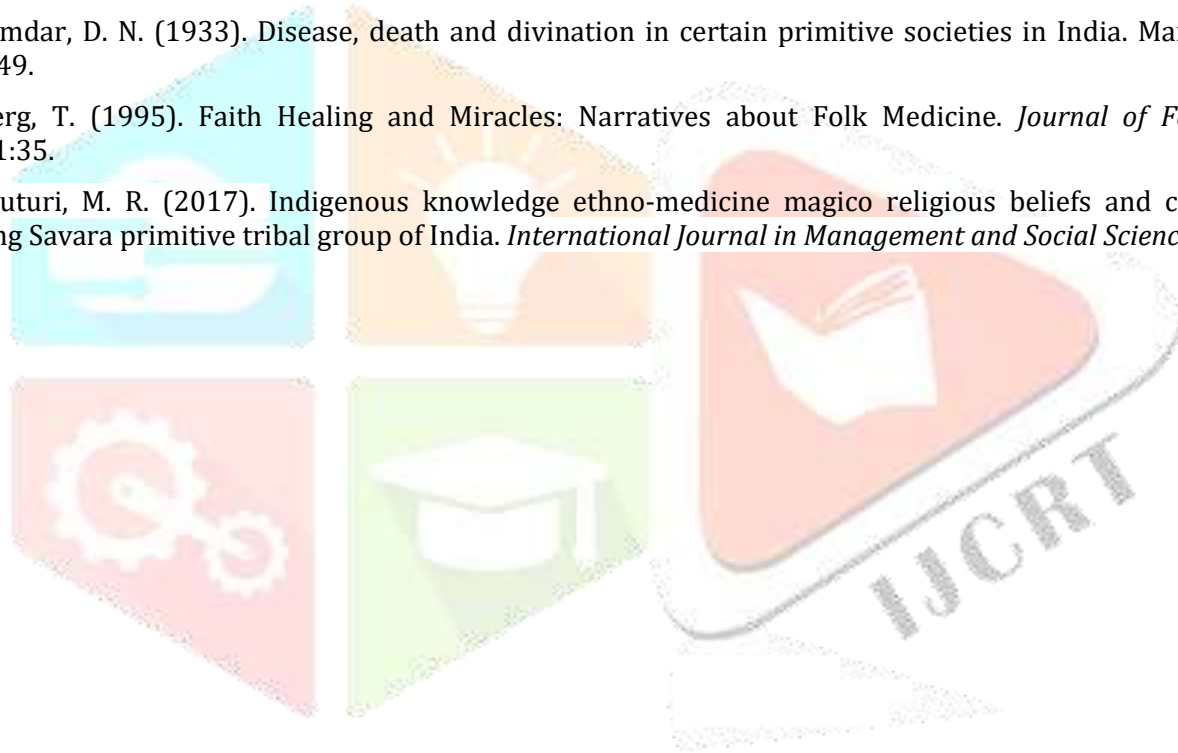 mdar, D. N. (1933). Disease, death and divination in certain primitive societies in India. Ma
49.
erg, T. (1995). Faith Healing and Miracles: Narratives about Folk Medicine. Journal of F
1:35.
uturi, M. R. (2017). Indigenous knowledge ethno-medicine magico religious beliefs and c
ng Savara primitive tribal group of India. International Journal in Management and Social Scienc
IJCRT